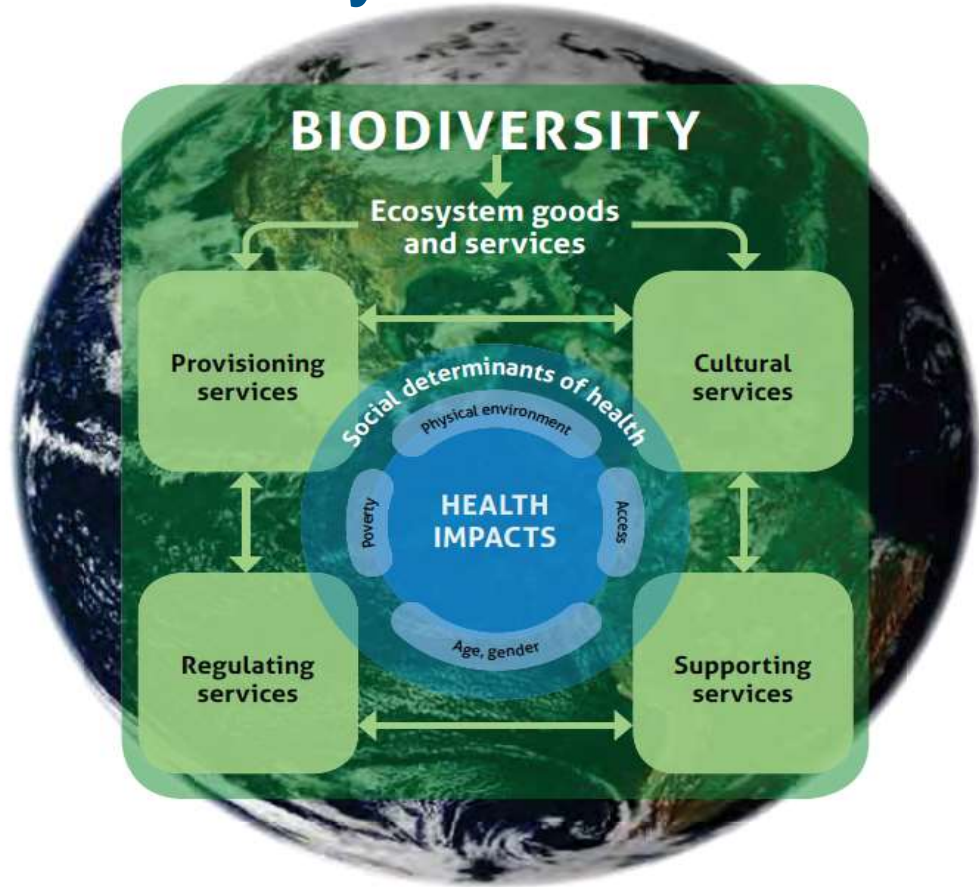 BIODIVERSITY
Ecosystem goods
and services
Provisioning
services
Cultural
services
Social determinants of health
Physical environment
Poverty
HEALTH
IMPACTS
Access
Age, gender
Regulating
services
Supporting
services